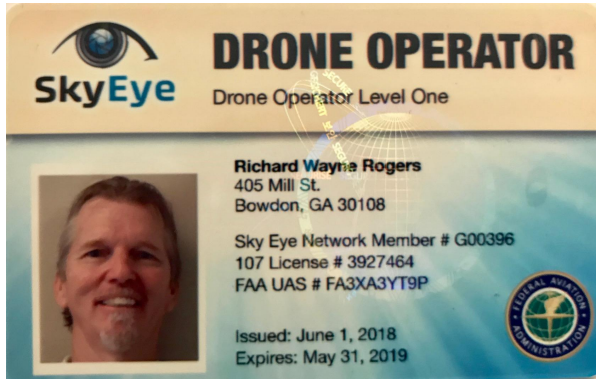 SkyEye
DRONE OPERATOR
Drone Operator Level One
Richard Wayne Rogers
405 Mill St.
Bowdon, GA 30108
Sky Eye Network Member # G00396
107 License # 3927464
FAA UAS # FA3XA3YT9P
Issued: June 1, 2018
Expires: May 31, 2019
FEDERAL AVIATION
ADMINISTRATION